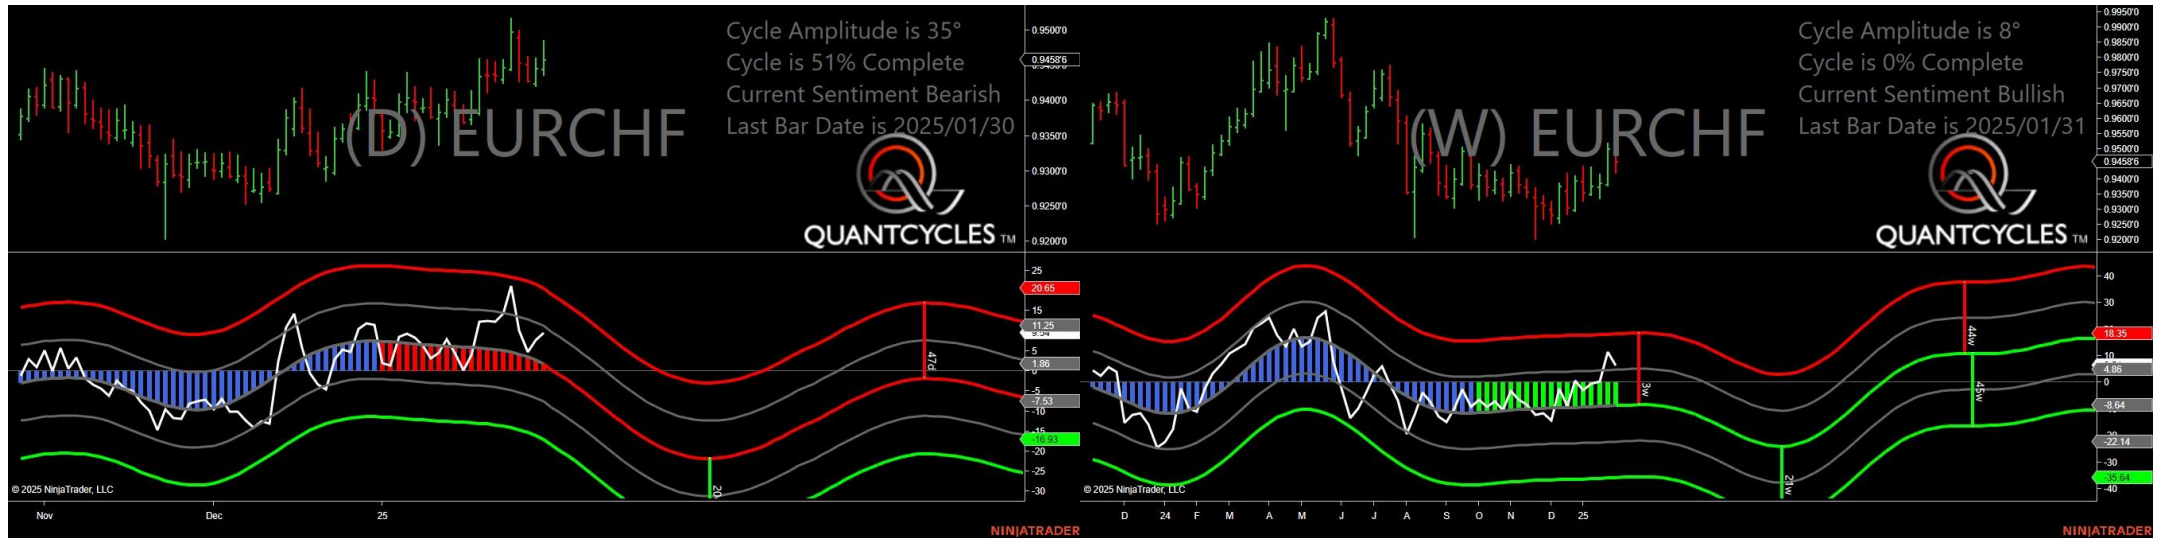 Cycle Amplitude is 35°
Cycle is 51% Complete
Current Sentiment Bearish
Last Bar Date is 2025/01/30
(D) EURCHF
QUANTCYCLES TM
0.9500'0
0.9458'6
0.9400'0
0.9350'0
0.9300'0
0.9250'0
0.9200'0
25
20.65
15
11.25
5
1.86
0
-5
-7.53
-10
-15
-16.93
-20
-25
-30
47d
20
© 2025 NinjaTrader, LLC
Nov
Dec
25
NINJATRADER
Cycle Amplitude is 8°
Cycle is 0% Complete
Current Sentiment Bullish
Last Bar Date is 2025/01/31
(W) EURCHF
QUANTCYCLES TM
0.9950'0
0.9900'0
0.9850'0
0.9800'0
0.9750'0
0.9700'0
0.9650'0
0.9600'0
0.9550'0
0.9500'0
0.9458'6
0.9400'0
0.9350'0
0.9300'0
0.9250'0
0.9200'0
40
30
18.35
10
4.86
0
-8.64
-22.14
-30
-35.64
-40
3w
21w
44w
45w
© 2025 NinjaTrader, LLC
D
24
F
M
A
M
J
J
A
S
O
N
D
25
NINJATRADER